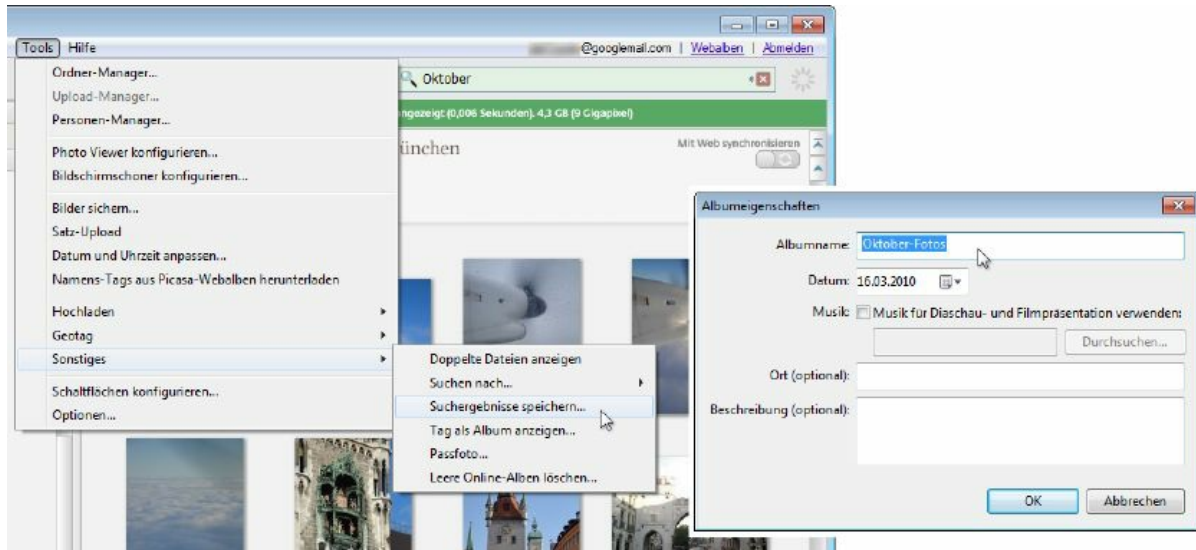 Tools Hilfe
@googlemail.com | Webalben | Abmelden
Ordner-Manager...
Upload-Manager...
Personen-Manager...
Photo Viewer konfigurieren...
Bildschirmschoner konfigurieren...
Bilder sichern...
Satz-Upload
Datum und Uhrzeit anpassen...
Namens-Tags aus Picasa-Webalben herunterladen
Hochladen
Geotag
Sonstiges
Schaltflächen konfigurieren...
Optionen...
Oktober
angezeigt (0,006 Sekunden). 4,3 GB (9 Gigapixel)
ünchen
Mit Web synchronisieren
Doppelte Dateien anzeigen
Suchen nach...
Suchergebnisse speichern...
Tag als Album anzeigen...
Passfoto...
Leere Online-Alben löschen...
Albumeigenschaften
Albumname: Oktober-Fotos
Datum: 16.03.2010
Musik: Musik für Diaschau- und Filmpräsentation verwenden:
Durchsuchen...
Ort (optional):
Beschreibung (optional):
OK Abbrechen